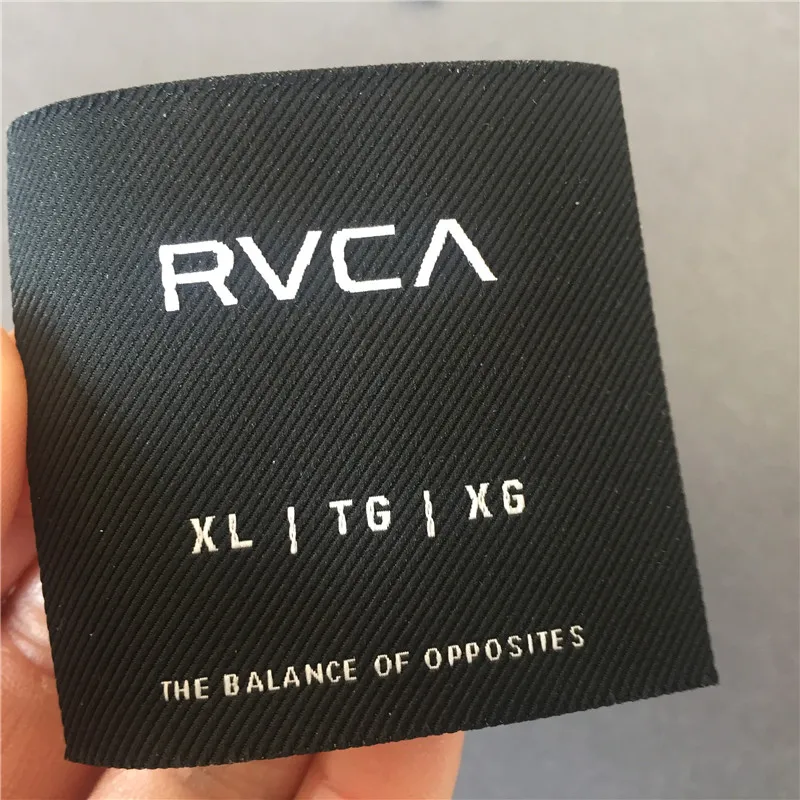 RVCA
XL | TG | XG
THE BALANCE OF OPPOSITES